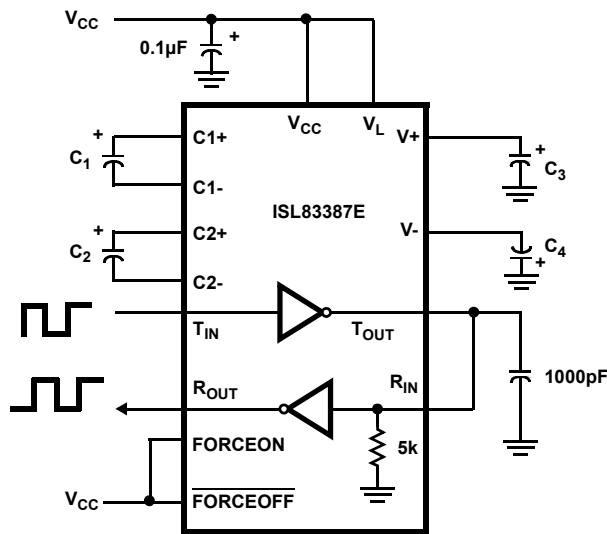 VCC
0.1µF +
VCC VL
+ C1 C1+ V+ + C3
C1-
ISL83387E
+ C2 C2+ V- C4 +
C2-
TIN TOUT
1000pF
ROUT RIN
FORCEON 5k
VCC FORCEOFF